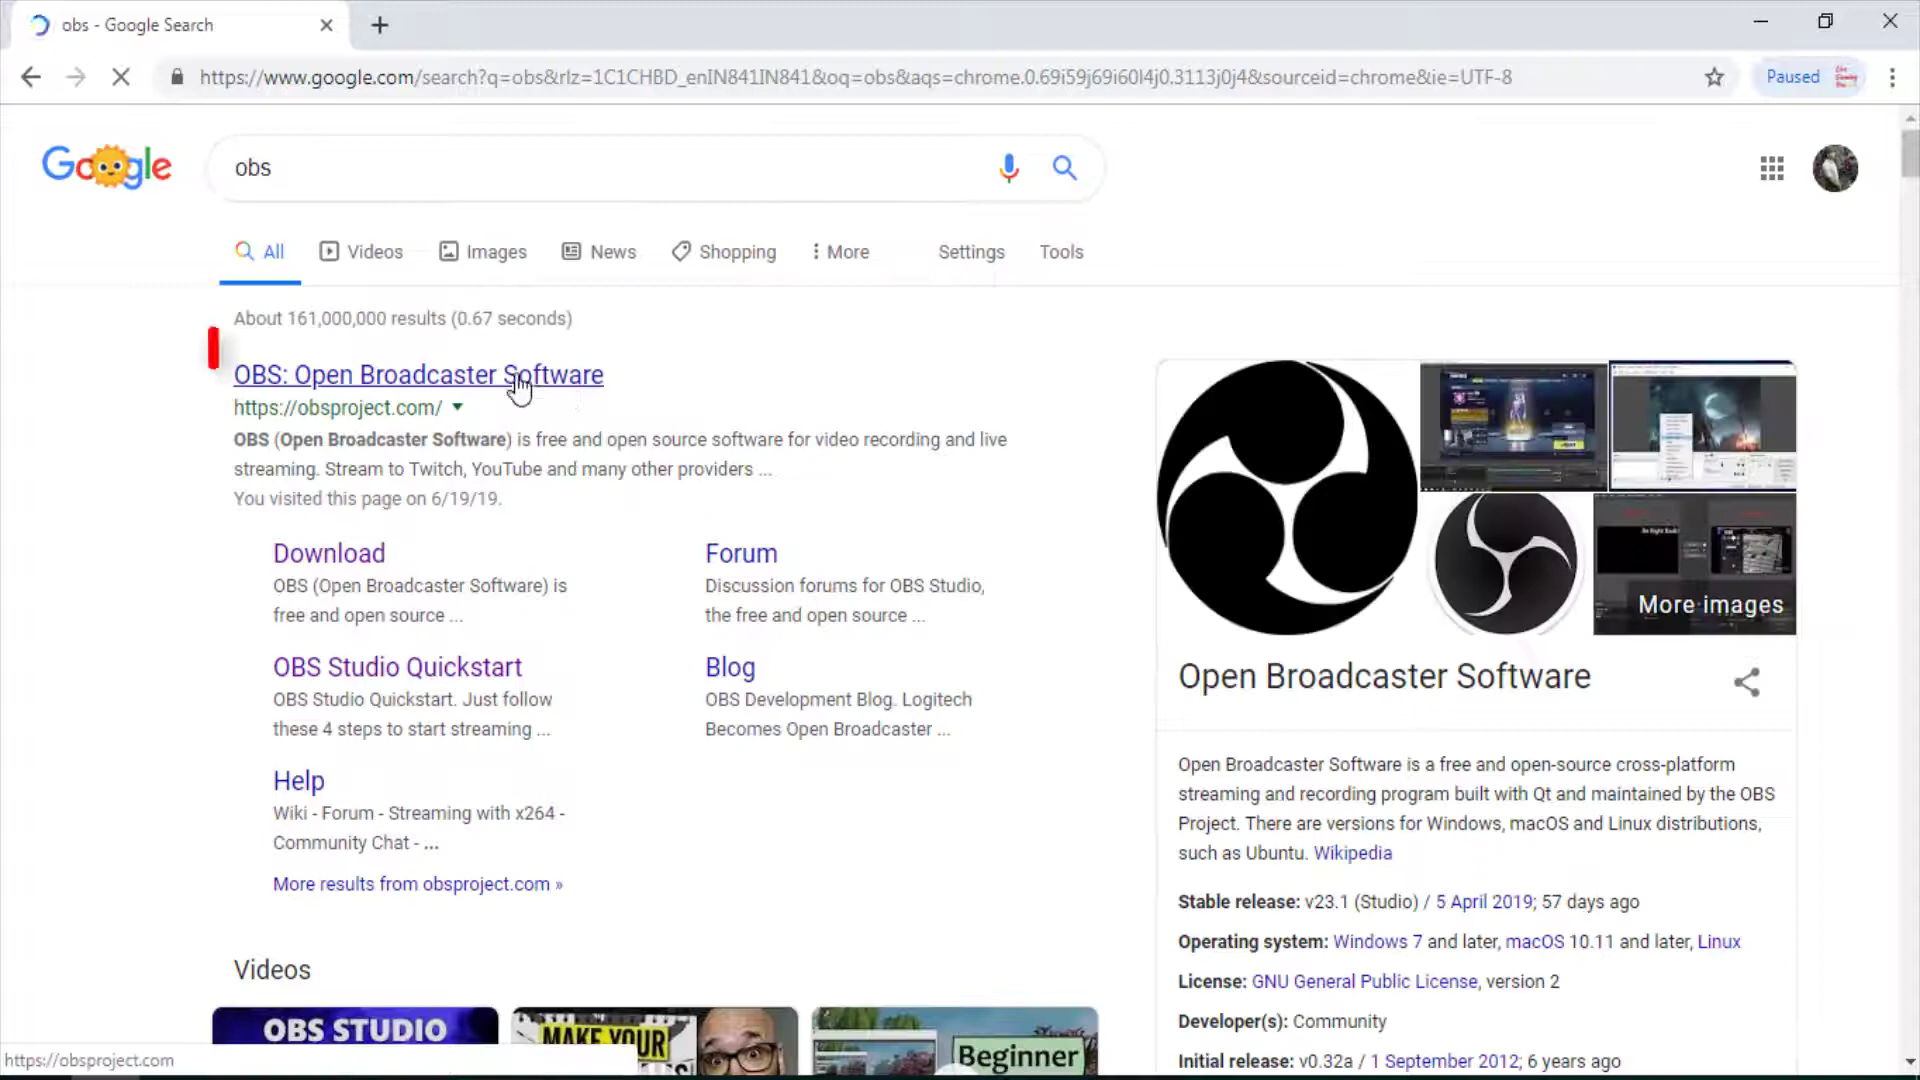 obs - Google Search
https://www.google.com/search?q=obs&rlz=1C1CHBD_enIN841IN841&oq=obs&aqs=chrome.0.69i59j69i60l4j0.3113j0j4&sourceid=chrome&ie=UTF-8
Paused
Google
obs
All Videos Images News Shopping More Settings Tools
About 161,000,000 results (0.67 seconds)
OBS: Open Broadcaster Software
https://obsproject.com/
OBS (Open Broadcaster Software) is free and open source software for video recording and live
streaming. Stream to Twitch, YouTube and many other providers ...
You visited this page on 6/19/19.
Download
OBS (Open Broadcaster Software) is
free and open source ...
Forum
Discussion forums for OBS Studio,
the free and open source ...
OBS Studio Quickstart
OBS Studio Quickstart. Just follow
these 4 steps to start streaming ...
Blog
OBS Development Blog. Logitech
Becomes Open Broadcaster ...
Help
Wiki - Forum - Streaming with x264 -
Community Chat - ...
More results from obsproject.com »
Videos
OBS STUDIO
MAKE YOUR
Beginner
https://obsproject.com
More images
Open Broadcaster Software
Open Broadcaster Software is a free and open-source cross-platform
streaming and recording program built with Qt and maintained by the OBS
Project. There are versions for Windows, macOS and Linux distributions,
such as Ubuntu. Wikipedia
Stable release: v23.1 (Studio) / 5 April 2019; 57 days ago
Operating system: Windows 7 and later, macOS 10.11 and later, Linux
License: GNU General Public License, version 2
Developer(s): Community
Initial release: v0.32a / 1 September 2012; 6 years ago